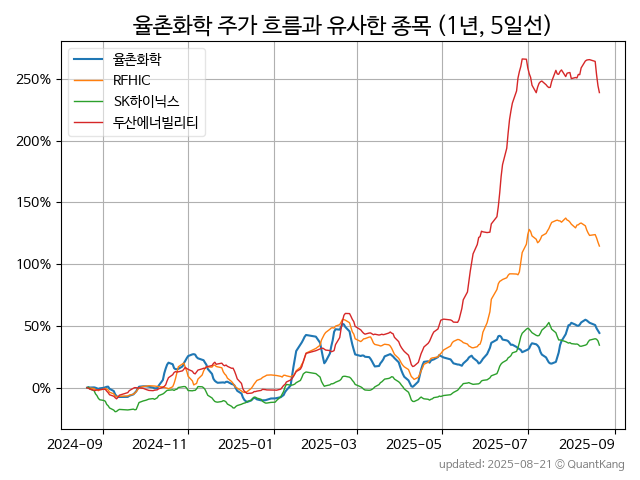 율촌화학 주가 흐름과 유사한 종목 (1년, 5일선)
율촌화학
RFHIC
SK하이닉스
두산에너빌리티
250%
200%
150%
100%
50%
0%
2024-09 2024-11 2025-01 2025-03 2025-05 2025-07 2025-09
updated: 2025-08-21 © QuantKang